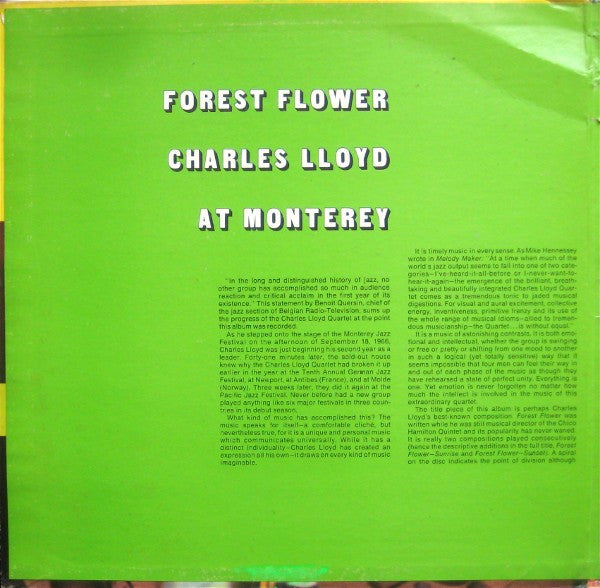 FOREST FLOWER
CHARLES LLOYD
AT MONTEREY
"In the long and distinguished history of jazz, no
other group has accomplished so much in audience
reaction and critical acclaim in the first year of its
existence." This statement by Benoit Quersin, chief of
the jazz section of Belgian Radio-Television, sums up
the progress of the Charles Lloyd Quartet at the point
this album was recorded.
As he stepped onto the stage of the Monterey Jazz
Festival on the afternoon of September 18, 1966,
Charles Lloyd was just beginning his second year as a
leader. Forty-one minutes later, the sold-out house
knew why the Charles Lloyd Quartet had broken it up
earlier in the year at the Tenth Annual German Jazz
Festival, at Newport, at Antibes (France), and at Molde
(Norway). Three weeks later, they did it again at the
Pacific Jazz Festival. Never before had a new group
played anything like six major festivals in three coun-
tries in its debut season.
What kind of music has accomplished this? The
music speaks for itself—a comfortable cliché, but
nevertheless true, for it is a unique and personal music
which communicates universally. While it has a
distinct individuality—Charles Lloyd has created an
expression all his own—it draws on every kind of music
imaginable.
It is timely music in every sense. As Mike Hennessey
wrote in Melody Maker: "At a time when much of the
world's jazz output seems to fall into one of two cate-
gories—I've-heard-it-all-before, or I-never-want-to-
hear-it-again—the emergence of the brilliant, breath-
taking and beautifully integrated Charles Lloyd Quar-
tet comes as a tremendous tonic to jaded musical
digestions. For visual and aural excitement, collective
energy, inventiveness, primitive frenzy and its use of
the whole range of musical idioms—allied to tremen-
dous musicianship—the Quartet...is without equal."
It is a music of astonishing contrasts. It is both emo-
tional and intellectual, whether the group is swinging
or free or pretty or shifting from one mood to another
in such a logical (yet totally sensitive) way that it
seems impossible that four men can feel their way in
and out of each phase of the music as though they
have rehearsed a state of perfect unity. Everything is
one. Yet emotion is never forgotten no matter how
much the intellect is involved in the music of this
extraordinary quartet.
The title piece of this album is perhaps Charles
Lloyd's best-known composition. Forest Flower was
written while he was still musical director of the Chico
Hamilton Quintet and its popularity has never waned.
It is really two compositions played consecutively
(hence the descriptive additions in the full title, Forest
Flower—Sunrise and Forest Flower—Sunset). A spiral
on the disc indicates the point of division although